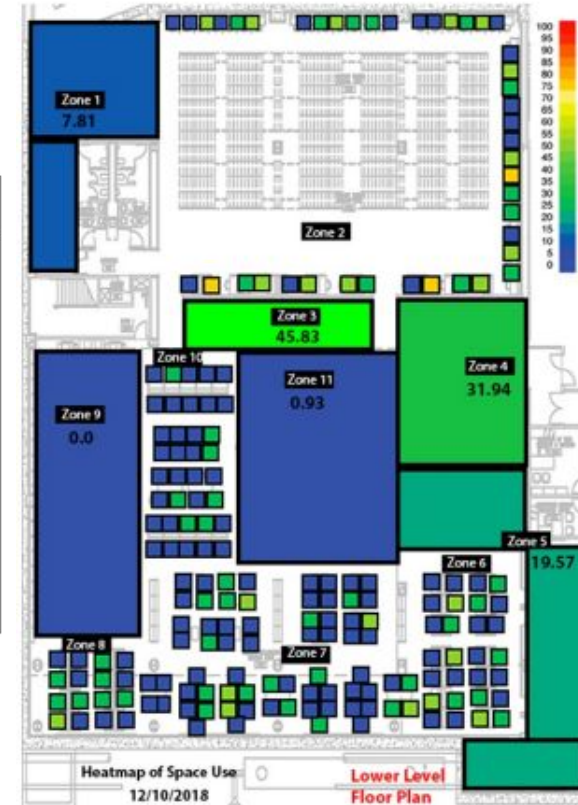 Zone 1
7.81
Zone 2
Zone 3
45.83
Zone 4
31.94
Zone 10
Zone 11
0.93
Zone 9
0.0
Zone 5
19.57
Zone 6
Zone 8
Zone 7
Heatmap of Space Use
12/10/2018
Lower Level
Floor Plan
100
95
90
85
80
75
70
65
60
55
50
45
40
35
30
25
20
15
10
5
0